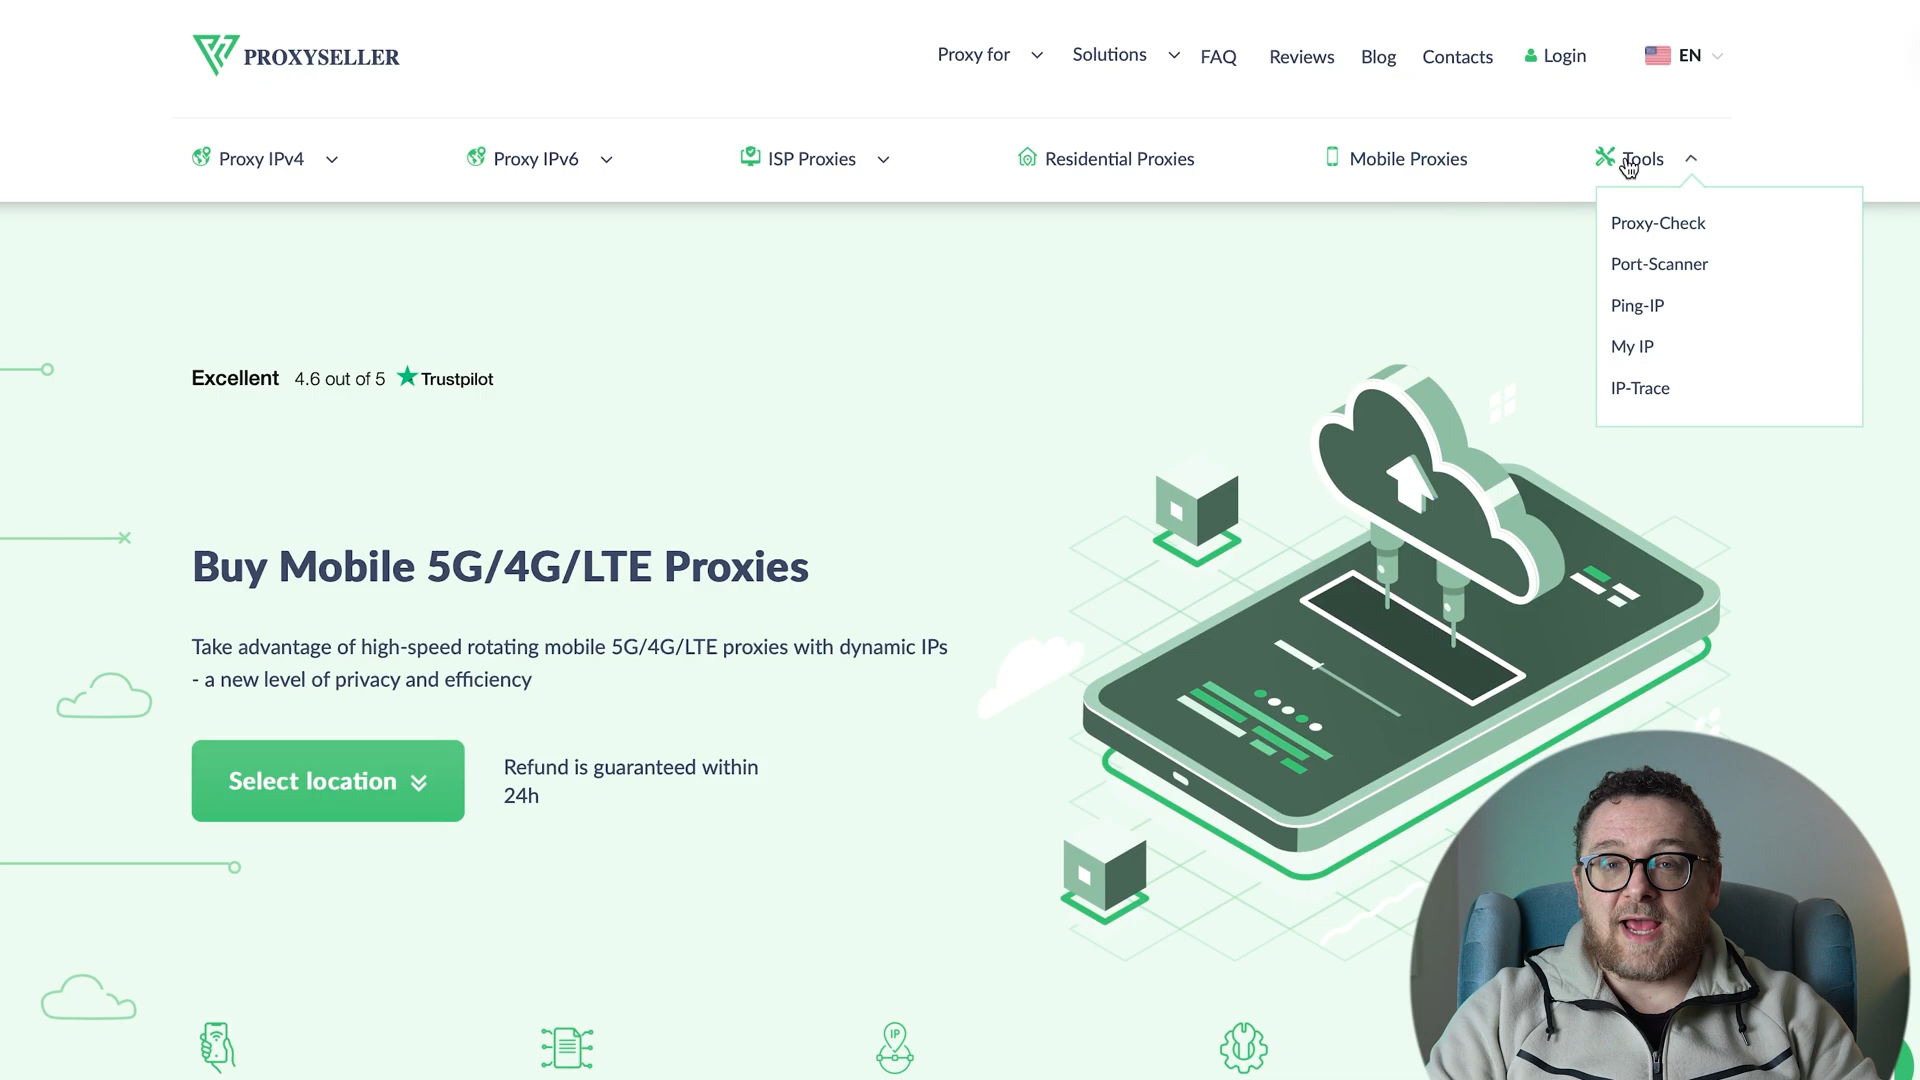 PROXYSELLER
Proxy for
Solutions
FAQ
Reviews
Blog
Contacts
Login
EN
Proxy IPv4
Proxy IPv6
ISP Proxies
Residential Proxies
Mobile Proxies
Tools
Proxy-Check
Port-Scanner
Ping-IP
My IP
IP-Trace
Excellent 4.6 out of 5 Trustpilot
Buy Mobile 5G/4G/LTE Proxies
Take advantage of high-speed rotating mobile 5G/4G/LTE proxies with dynamic IPs
- a new level of privacy and efficiency
Select location
Refund is guaranteed within
24h
IP